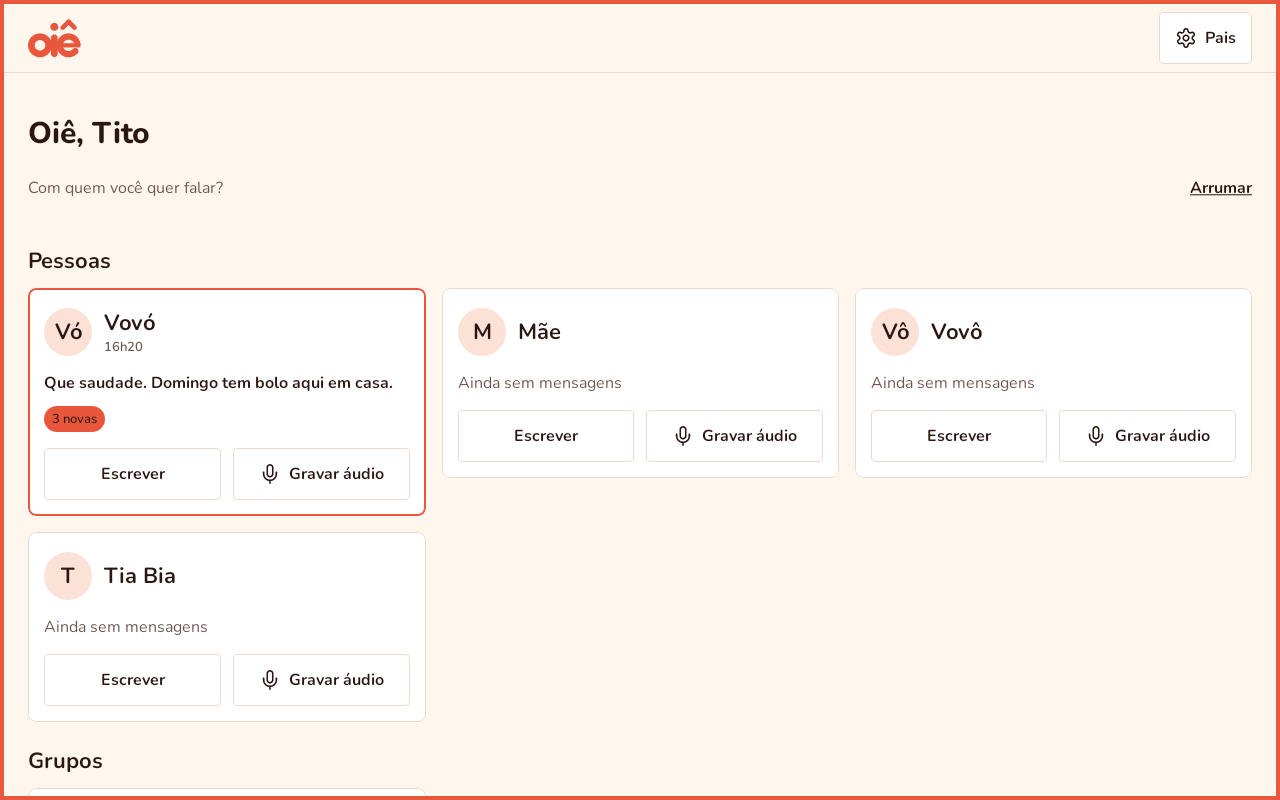 oiê
Pais
Oiê, Tito
Com quem você quer falar?
Arrumar
Pessoas
Vó
Vovó
16h20
Que saudade. Domingo tem bolo aqui em casa.
3 novas
Escrever
Gravar áudio
M
Mãe
Ainda sem mensagens
Escrever
Gravar áudio
Vô
Vovô
Ainda sem mensagens
Escrever
Gravar áudio
T
Tia Bia
Ainda sem mensagens
Escrever
Gravar áudio
Grupos